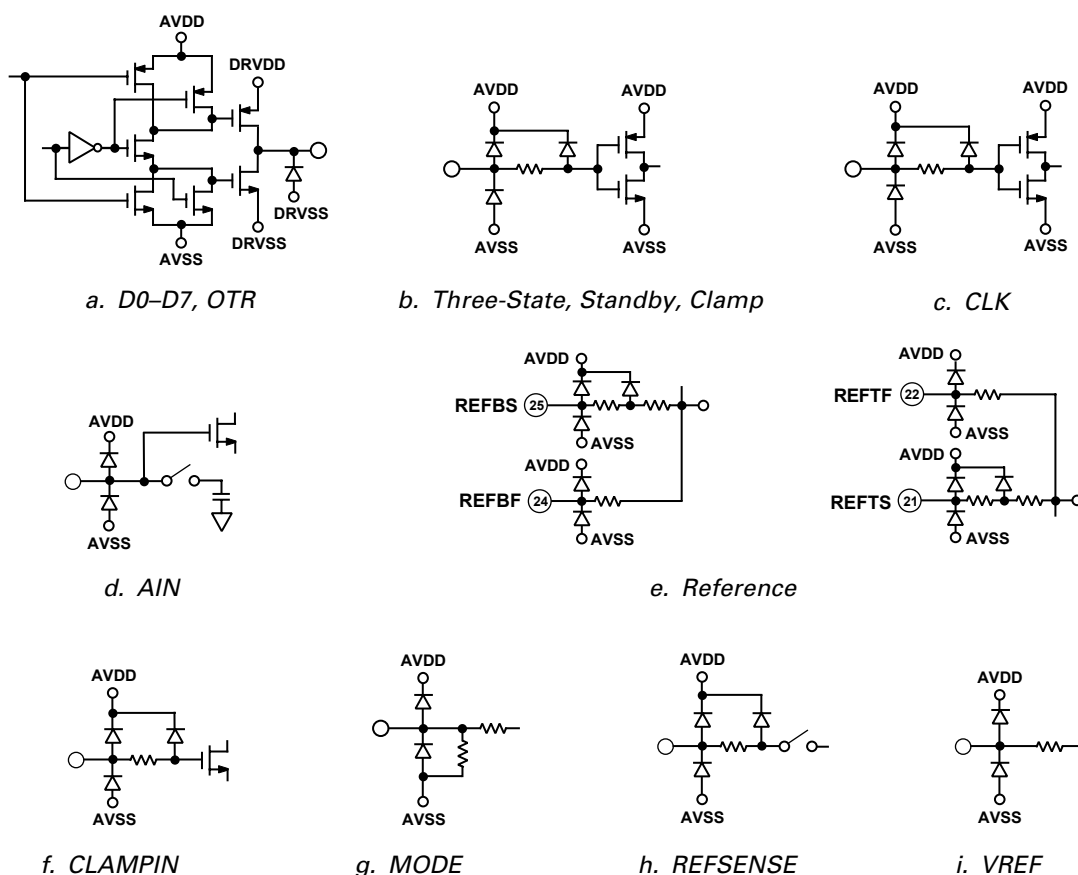 AVDD
DRVDD
DRVSS
DRVSS
AVSS
a. D0–D7, OTR
AVDD AVDD
AVSS AVSS
b. Three-State, Standby, Clamp
AVDD AVDD
AVSS AVSS
c. CLK
AVDD
AVSS
d. AIN
AVDD
REFBS 25
AVSS
AVDD
REFBF 24
AVSS
AVDD
REFTF 22
AVSS
AVDD
REFTS 21
AVSS
e. Reference
AVDD
AVSS
f. CLAMPIN
AVDD
AVSS
g. MODE
AVDD
AVSS
h. REFSENSE
AVDD
AVSS
i. VREF